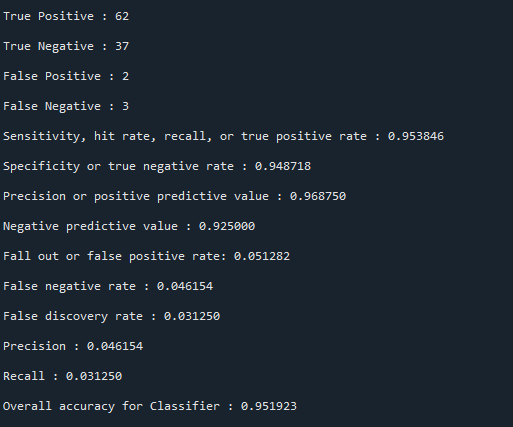 True Positive : 62
True Negative : 37
False Positive : 2
False Negative : 3
Sensitivity, hit rate, recall, or true positive rate : 0.953846
Specificity or true negative rate : 0.948718
Precision or positive predictive value : 0.968750
Negative predictive value : 0.925000
Fall out or false positive rate: 0.051282
False negative rate : 0.046154
False discovery rate : 0.031250
Precision : 0.046154
Recall : 0.031250
Overall accuracy for Classifier : 0.951923